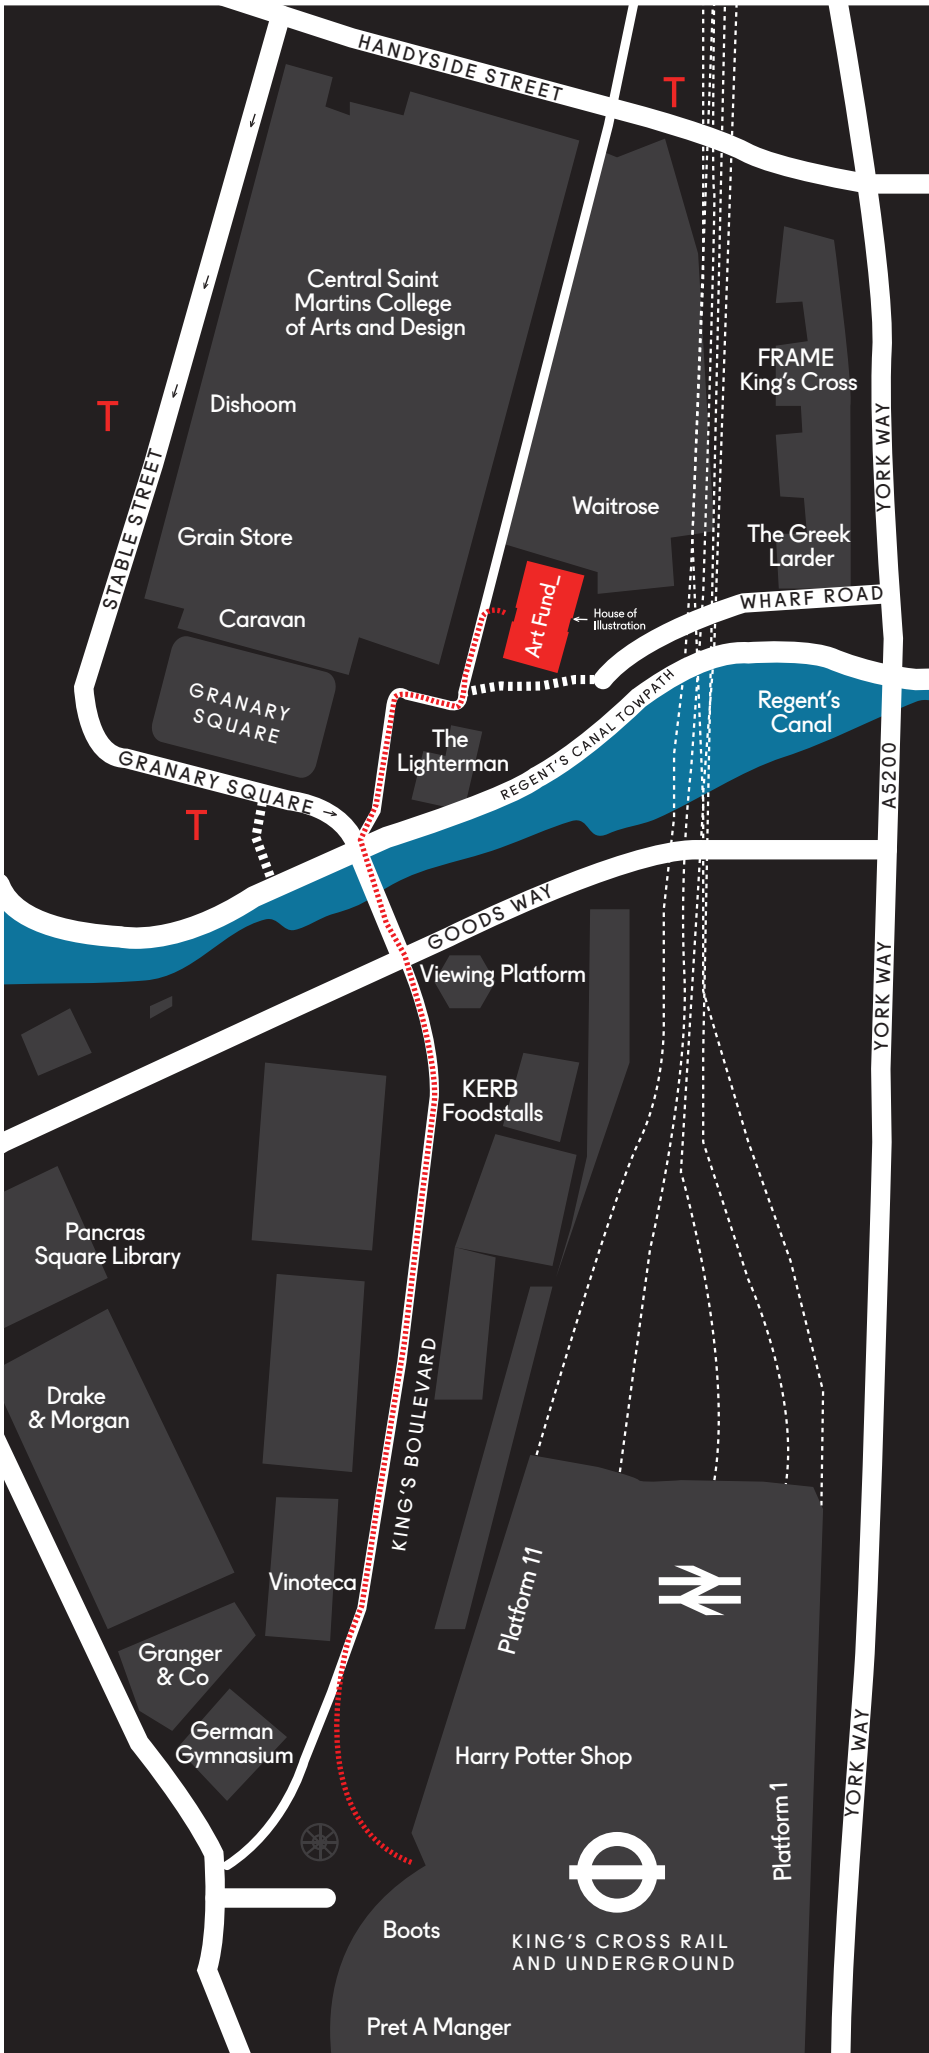 HANDYSIDE STREET
T
Central Saint
Martins College
of Arts and Design
FRAME
King's Cross
Dishoom
T
YORK WAY
STABLE STREET
Waitrose
Grain Store
The Greek
Larder
WHARF ROAD
Caravan
Art Fund_
House of
Illustration
GRANARY
SQUARE
Regent's
Canal
The
Lighterman
REGENT'S CANAL TOWPATH
GRANARY SQUARE
A5200
T
GOODS WAY
Viewing Platform
YORK WAY
KERB
Foodstalls
Pancras
Square Library
KING'S BOULEVARD
Drake
& Morgan
Vinoteca
Platform 11
Granger
& Co
German
Gymnasium
Harry Potter Shop
YORK WAY
Platform 1
Boots
KING'S CROSS RAIL
AND UNDERGROUND
Pret A Manger